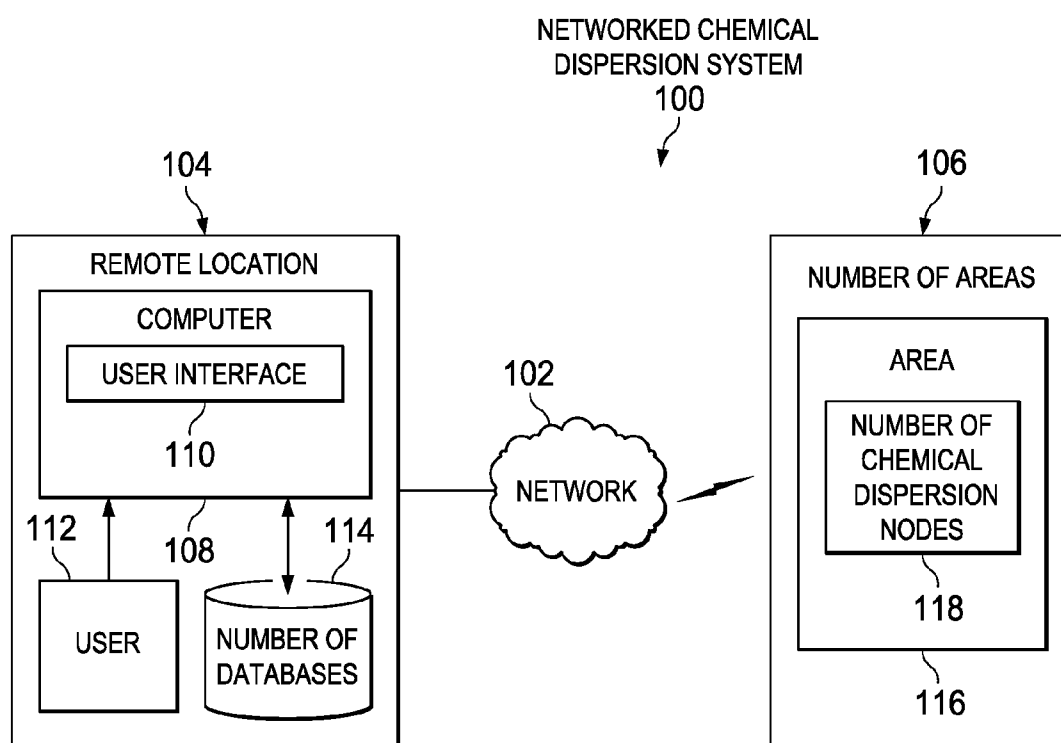 NETWORKED CHEMICAL
DISPERSION SYSTEM
100
104
REMOTE LOCATION
COMPUTER
USER INTERFACE
110
112
108
114
USER
NUMBER OF
DATABASES
102
NETWORK
106
NUMBER OF AREAS
AREA
NUMBER OF
CHEMICAL
DISPERSION
NODES
118
116